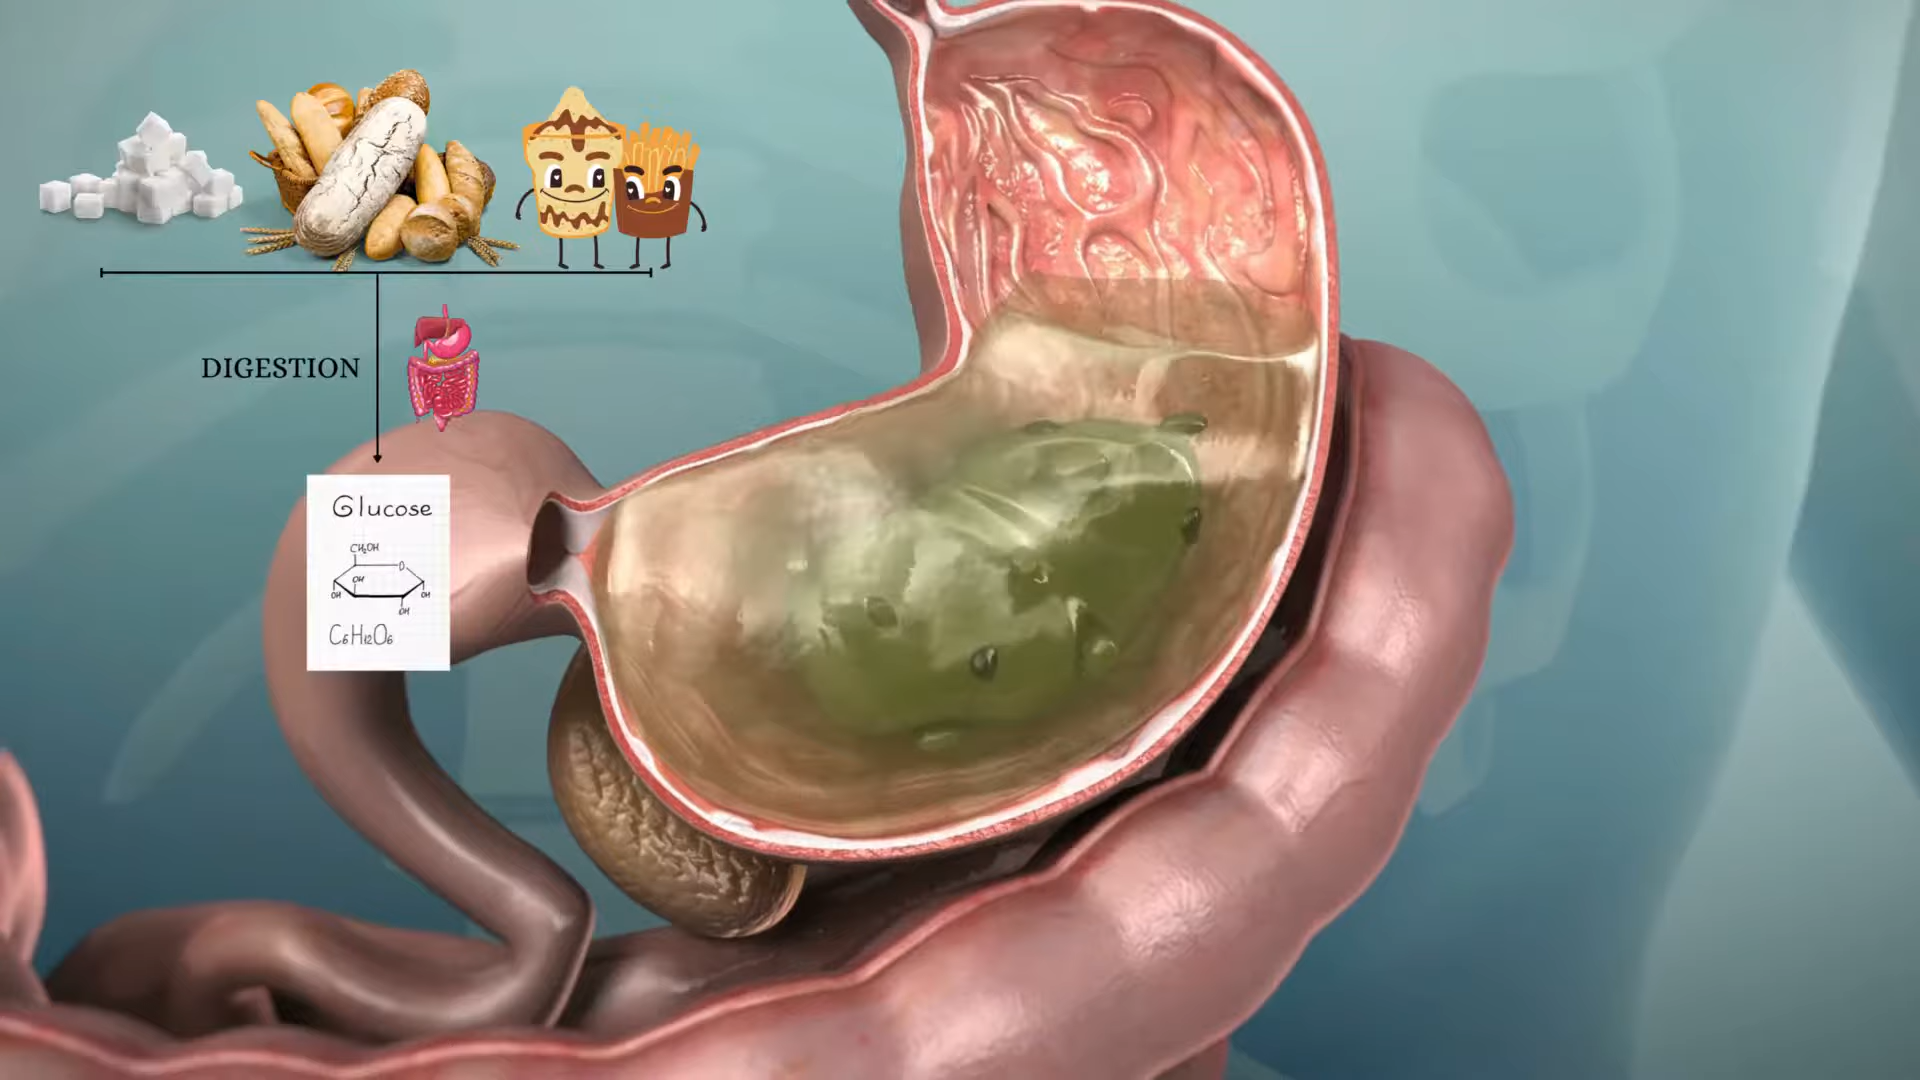 DIGESTION
Glucose
CH₂OH
O
OH
OH
OH
OH
C₆H₁₂O₆